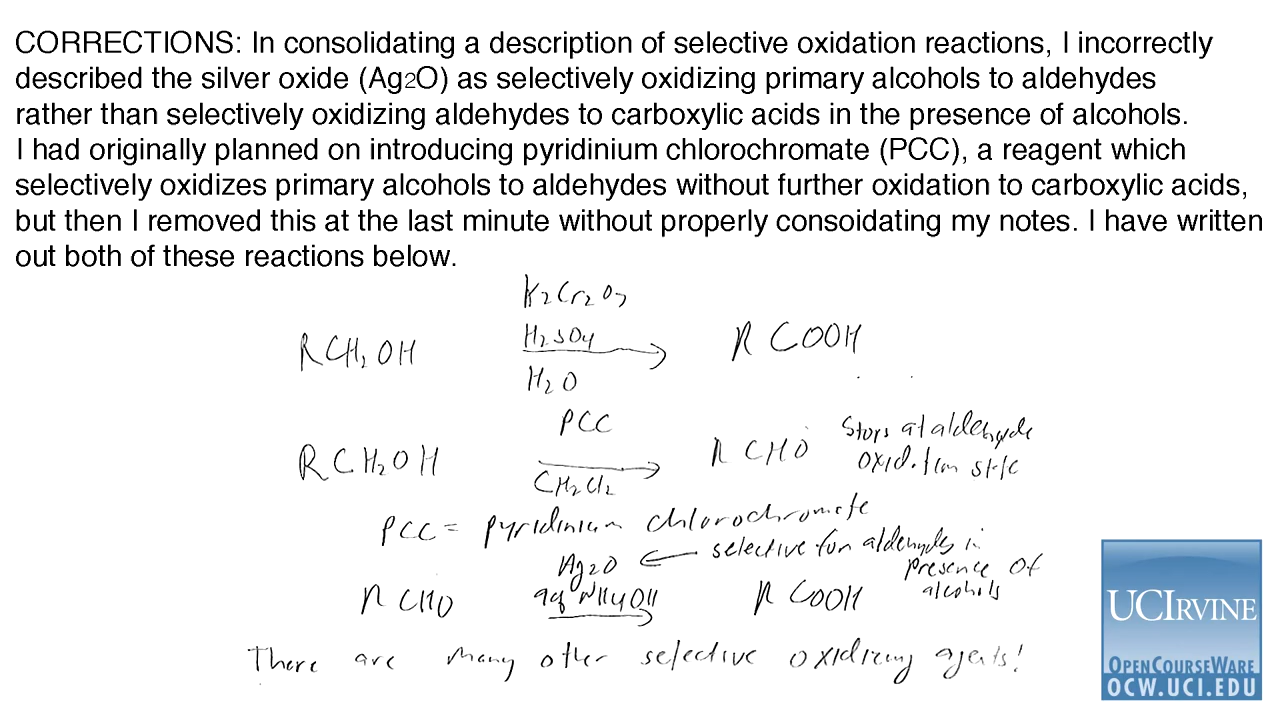 CORRECTIONS: In consolidating a description of selective oxidation reactions, I incorrectly
described the silver oxide (Ag2O) as selectively oxidizing primary alcohols to aldehydes
rather than selectively oxidizing aldehydes to carboxylic acids in the presence of alcohols.
I had originally planned on introducing pyridinium chlorochromate (PCC), a reagent which
selectively oxidizes primary alcohols to aldehydes without further oxidation to carboxylic acids,
but then I removed this at the last minute without properly consoidating my notes. I have written
out both of these reactions below.
K2Cr2O7
RCH2OH H2SO4 RCOOH
H2O
PCC
RCH2OH RCHO Stops at aldehyde
CH2Cl2 oxidation state
PCC = pyridinium chlorochromate
Ag2O selective for aldehydes in
presence of
RCHO aq NH4OH RCOOH alcohols
There are many other selective oxidizing agents!
UCIRVINE
OPENCOURSEWARE
OCW.UCI.EDU